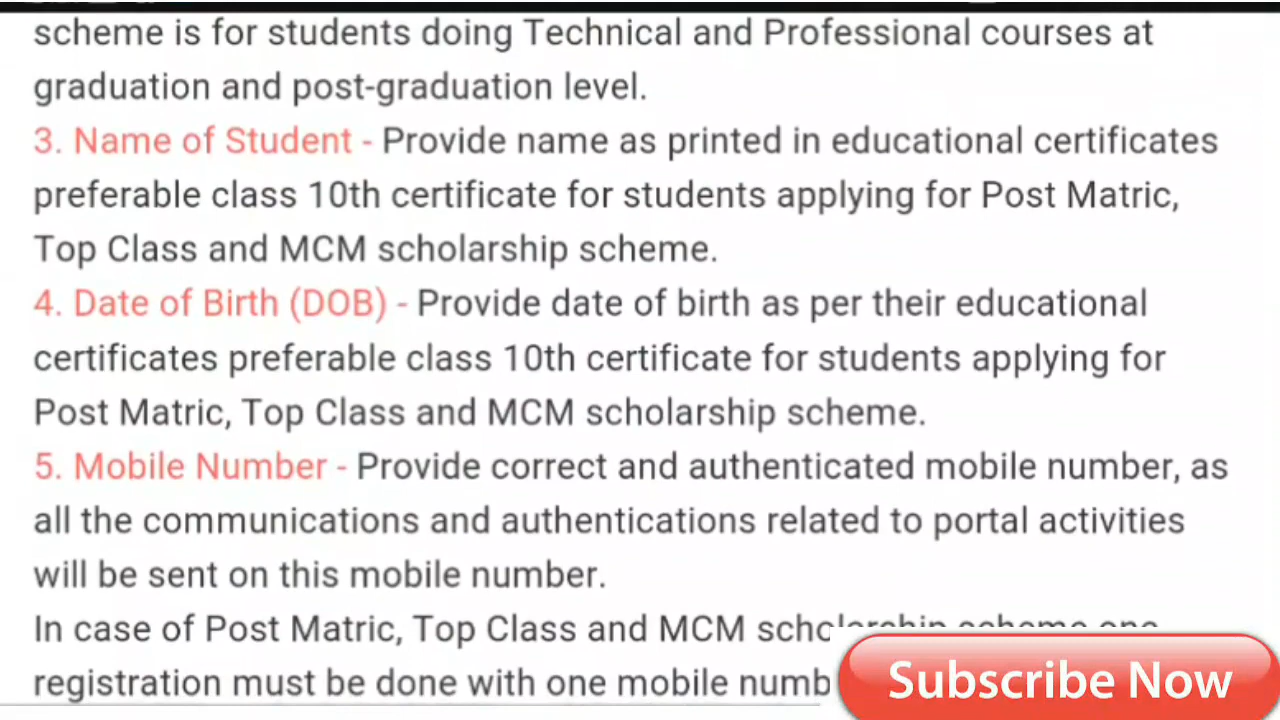 scheme is for students doing Technical and Professional courses at
graduation and post-graduation level.
3. Name of Student - Provide name as printed in educational certificates
preferable class 10th certificate for students applying for Post Matric,
Top Class and MCM scholarship scheme.
4. Date of Birth (DOB) - Provide date of birth as per their educational
certificates preferable class 10th certificate for students applying for
Post Matric, Top Class and MCM scholarship scheme.
5. Mobile Number - Provide correct and authenticated mobile number, as
all the communications and authentications related to portal activities
will be sent on this mobile number.
In case of Post Matric, Top Class and MCM scholarship scheme one
registration must be done with one mobile numb
Subscribe Now